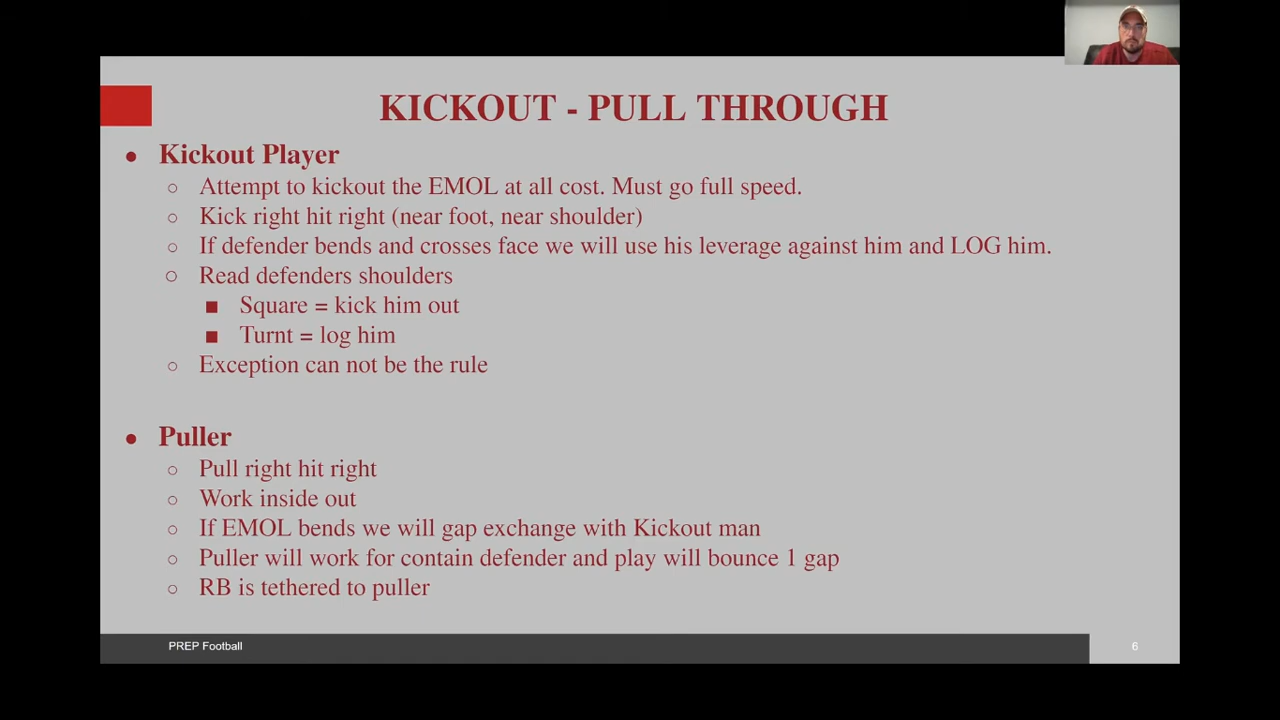 KICKOUT - PULL THROUGH
● Kickout Player
○ Attempt to kickout the EMOL at all cost. Must go full speed.
○ Kick right hit right (near foot, near shoulder)
○ If defender bends and crosses face we will use his leverage against him and LOG him.
○ Read defenders shoulders
■ Square = kick him out
■ Turnt = log him
○ Exception can not be the rule
● Puller
○ Pull right hit right
○ Work inside out
○ If EMOL bends we will gap exchange with Kickout man
○ Puller will work for contain defender and play will bounce 1 gap
○ RB is tethered to puller
PREP Football
6